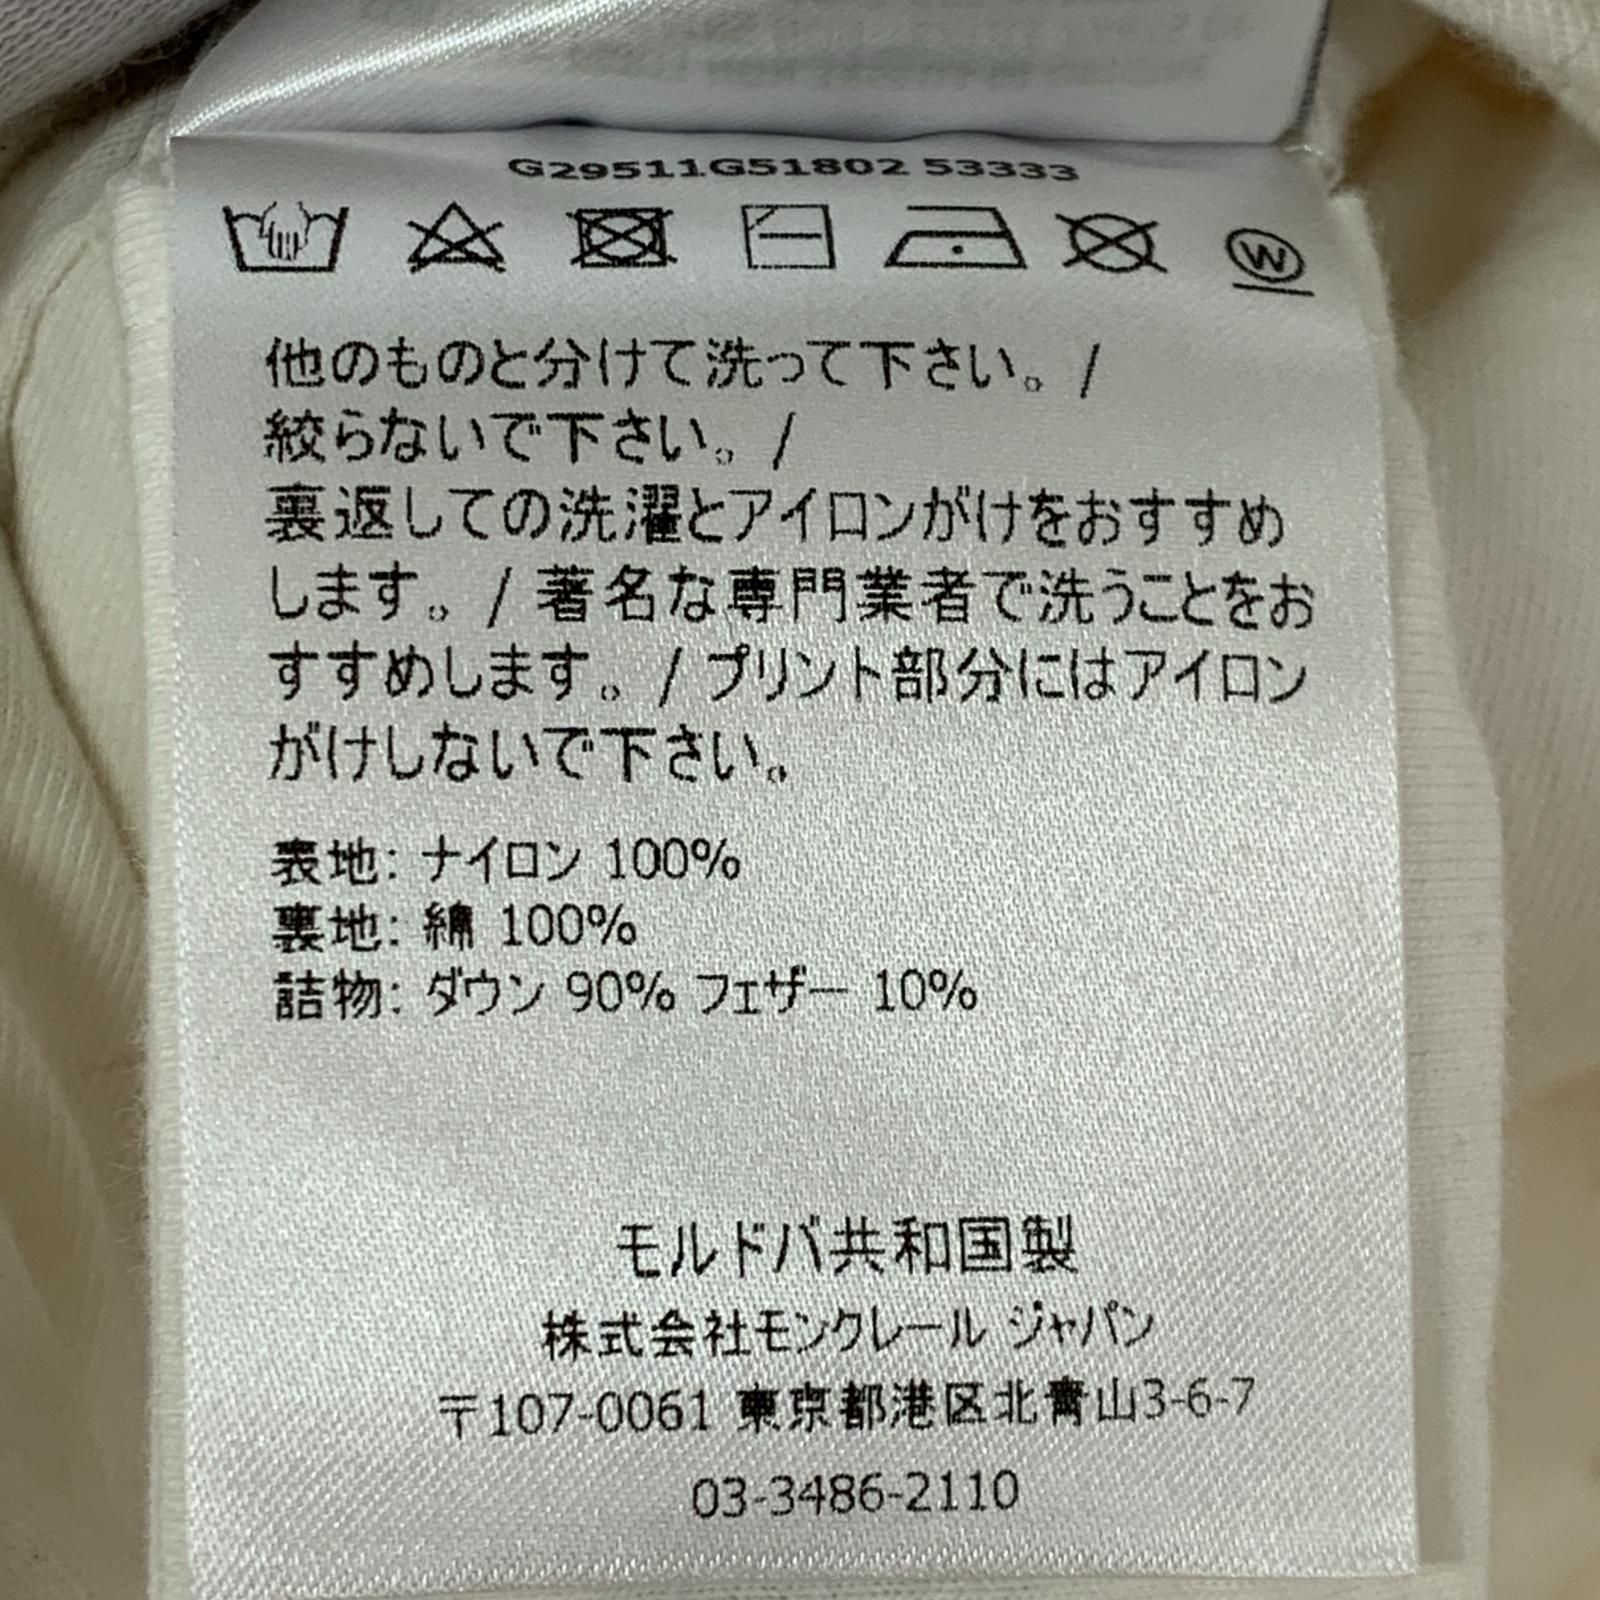 G29511G51802 53333
W
他のものと分けて洗って下さい。/
絞らないで下さい。/
裏返しての洗濯とアイロンがけをおすすめ
します。/ 著名な専門業者で洗うことをお
すすめします。/ プリント部分にはアイロン
がけしないで下さい。
表地: ナイロン 100%
裏地: 綿 100%
詰物: ダウン 90% フェザー 10%
モルドバ共和国製
株式会社モンクレール ジャパン
〒107-0061 東京都港区北青山3-6-7
03-3486-2110